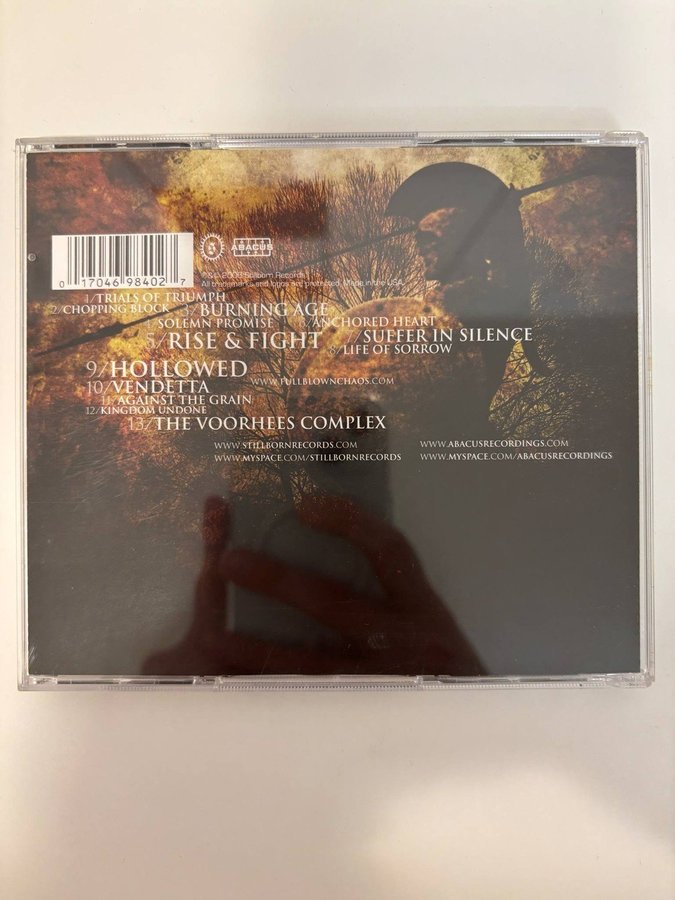 0 17046 98402 7
ABACUS
Stillborn Records
All trademarks and logos are protected. Made in the USA.
1/TRIALS OF TRIUMPH
2/CHOPPING BLOCK 3/BURNING AGE
4/SOLEMN PROMISE 6/ANCHORED HEART
5/RISE & FIGHT 7/SUFFER IN SILENCE
8/LIFE OF SORROW
9/HOLLOWED
10/VENDETTA WWW.FULLBLOWNCHAOS.COM
11/AGAINST THE GRAIN
12/KINGDOM UNDONE
13/THE VOORHEES COMPLEX
WWW.STILLBORNRECORDS.COM WWW.ABACUSRECORDINGS.COM
WWW.MYSPACE.COM/STILLBORNRECORDS WWW.MYSPACE.COM/ABACUSRECORDINGS